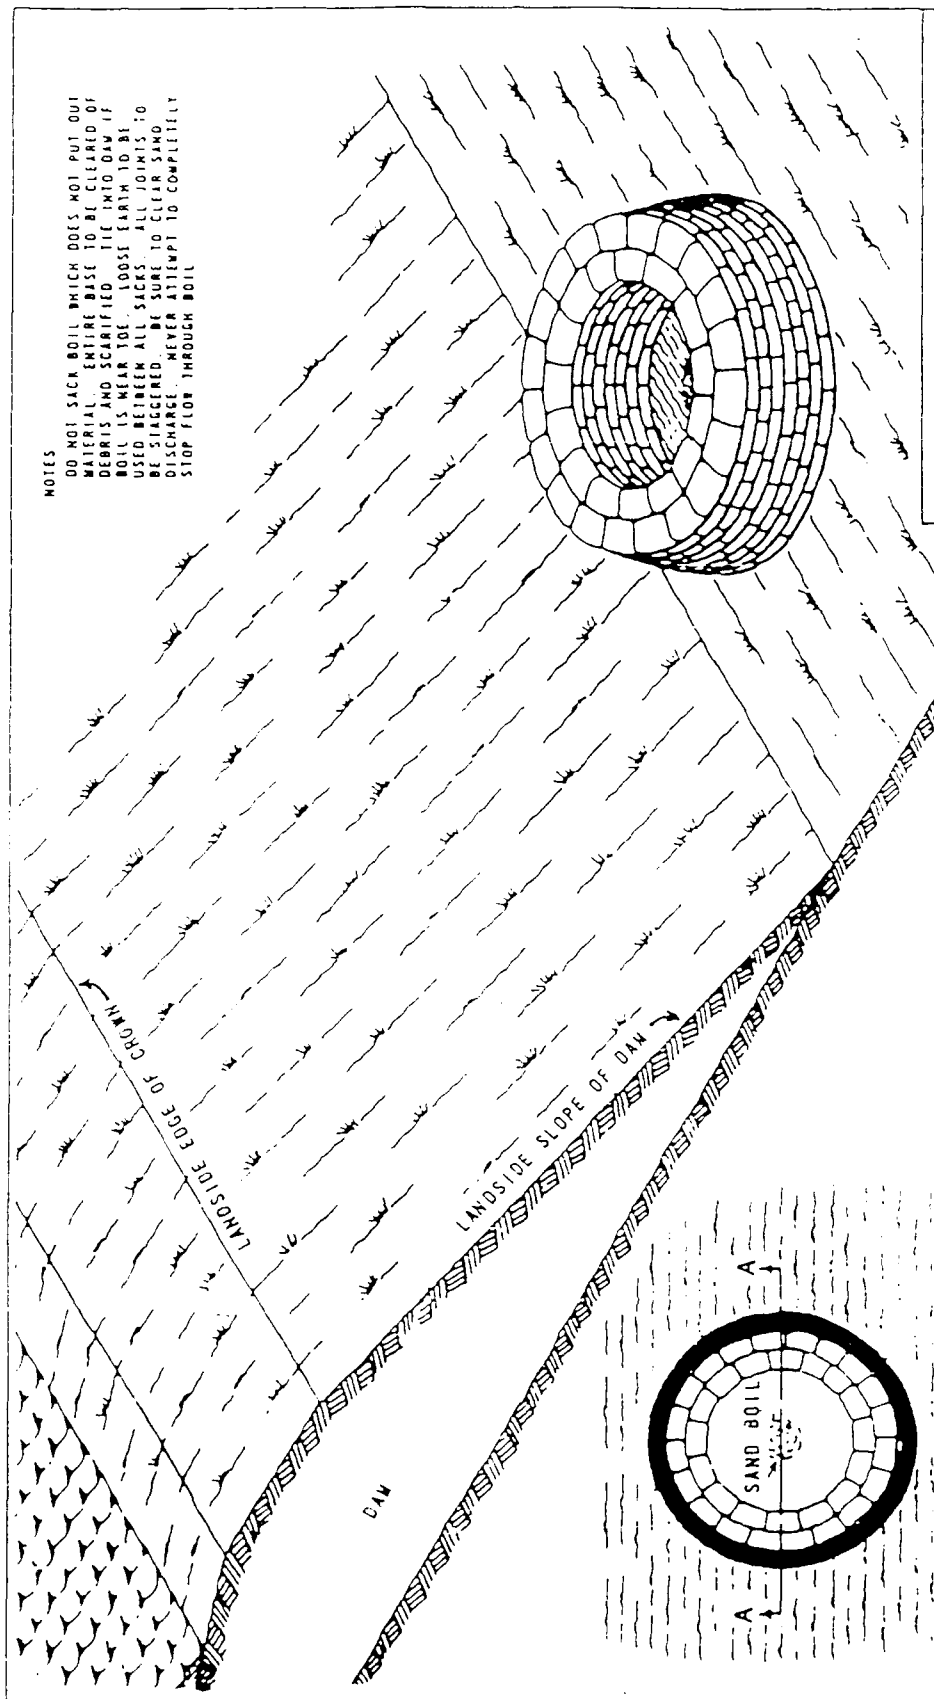 NOTES
DO NOT SACK BOIL WHICH DOES NOT PUT OUT
MATERIAL. ENTIRE BASE TO BE CLEARED OF
DEBRIS AND SCARIFIED. TIE INTO DAM IF
BOIL IS NEAR TOE. LOOSE EARTH TO BE
USED BETWEEN ALL SACKS. ALL JOINTS TO
BE STAGGERED. BE SURE TO CLEAR SAND
DISCHARGE. NEVER ATTEMPT TO COMPLETELY
STOP FLOW THROUGH BOIL
LANDSIDE EDGE OF CROWN
LANDSIDE SLOPE OF DAM
DAM
A
A
SAND BOIL